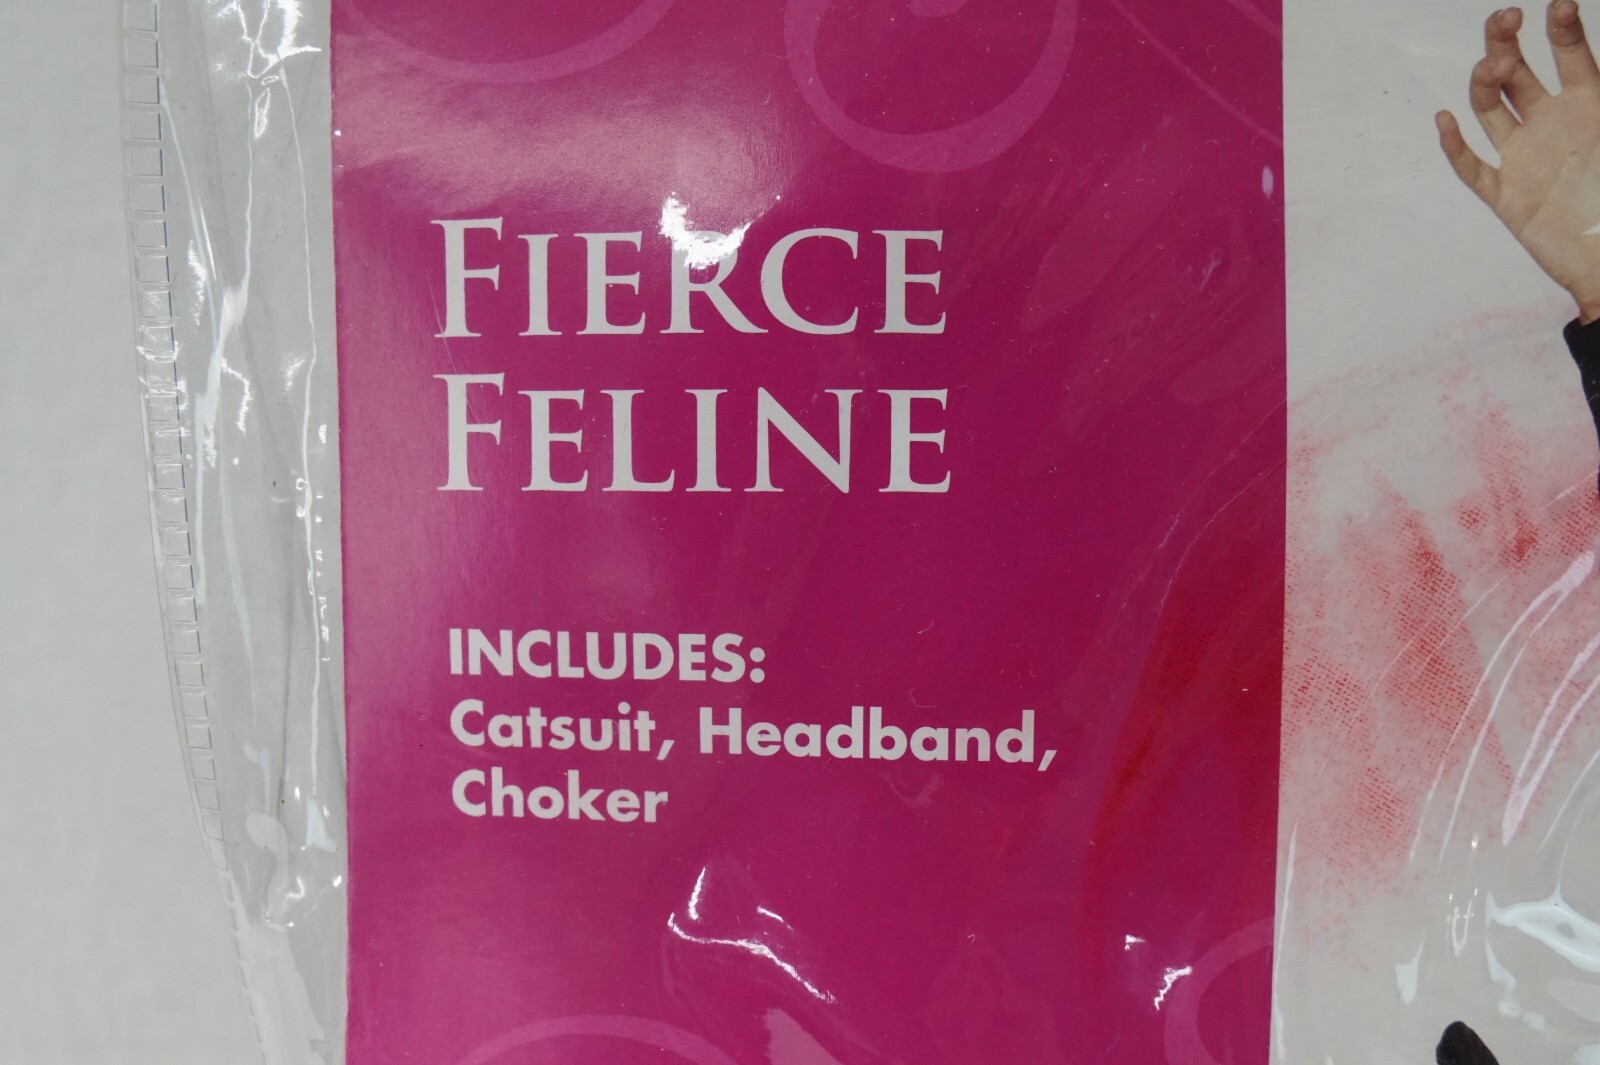 FIERCE
FELINE
INCLUDES:
Catsuit, Headband,
Choker